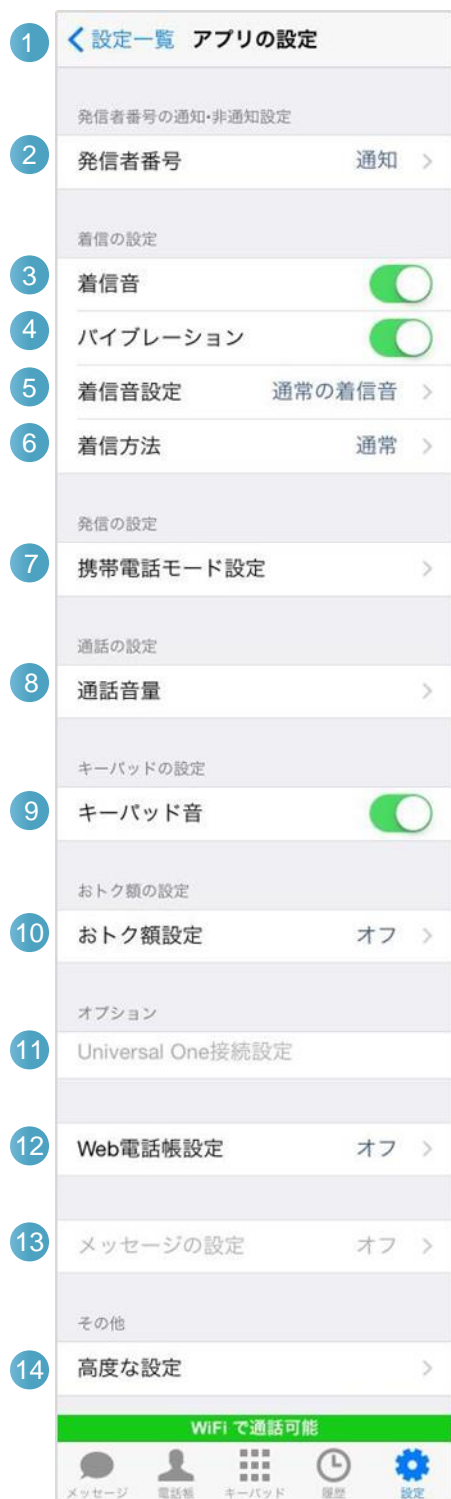 1 設定一覧 アプリの設定
発信者番号の通知・非通知設定
2 発信者番号 通知
着信の設定
3 着信音
4 バイブレーション
5 着信音設定 通常の着信音
6 着信方法 通常
発信の設定
7 携帯電話モード設定
通話の設定
8 通話音量
キーパッドの設定
9 キーパッド音
おトク額の設定
10 おトク額設定 オフ
オプション
11 Universal One接続設定
12 Web電話帳設定 オフ
13 メッセージの設定 オフ
その他
14 高度な設定
WiFi で通話可能
メッセージ 電話帳 キーパッド 履歴 設定